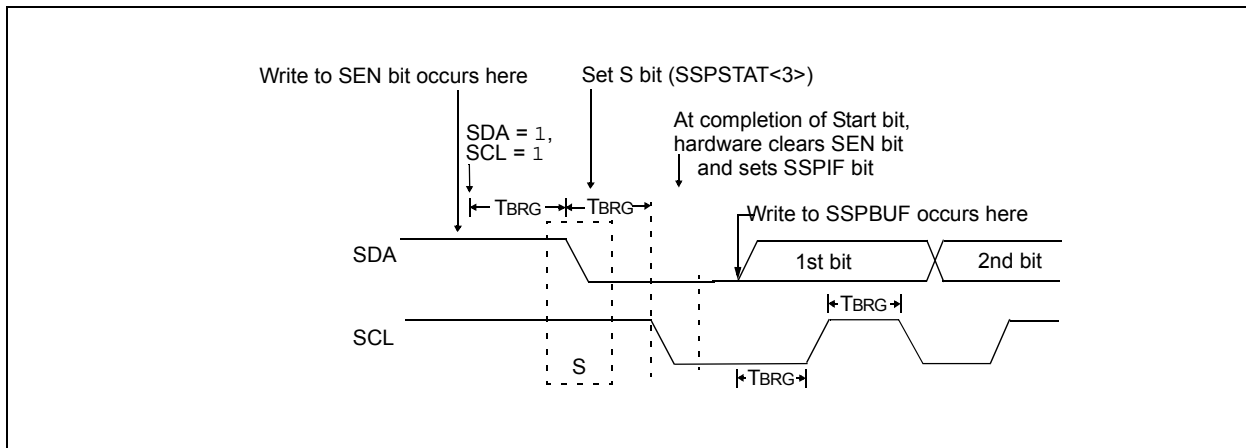 Write to SEN bit occurs here
Set S bit (SSPSTAT<3>)
SDA = 1,
SCL = 1
At completion of Start bit,
hardware clears SEN bit
and sets SSPIF bit
TBRG
TBRG
Write to SSPBUF occurs here
SDA
1st bit
2nd bit
TBRG
SCL
S
TBRG